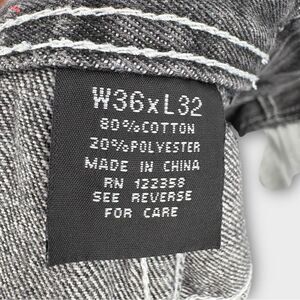 W36xL32
80%COTTON
20%POLYESTER
MADE IN CHINA
RN 122358
SEE REVERSE
FOR CARE